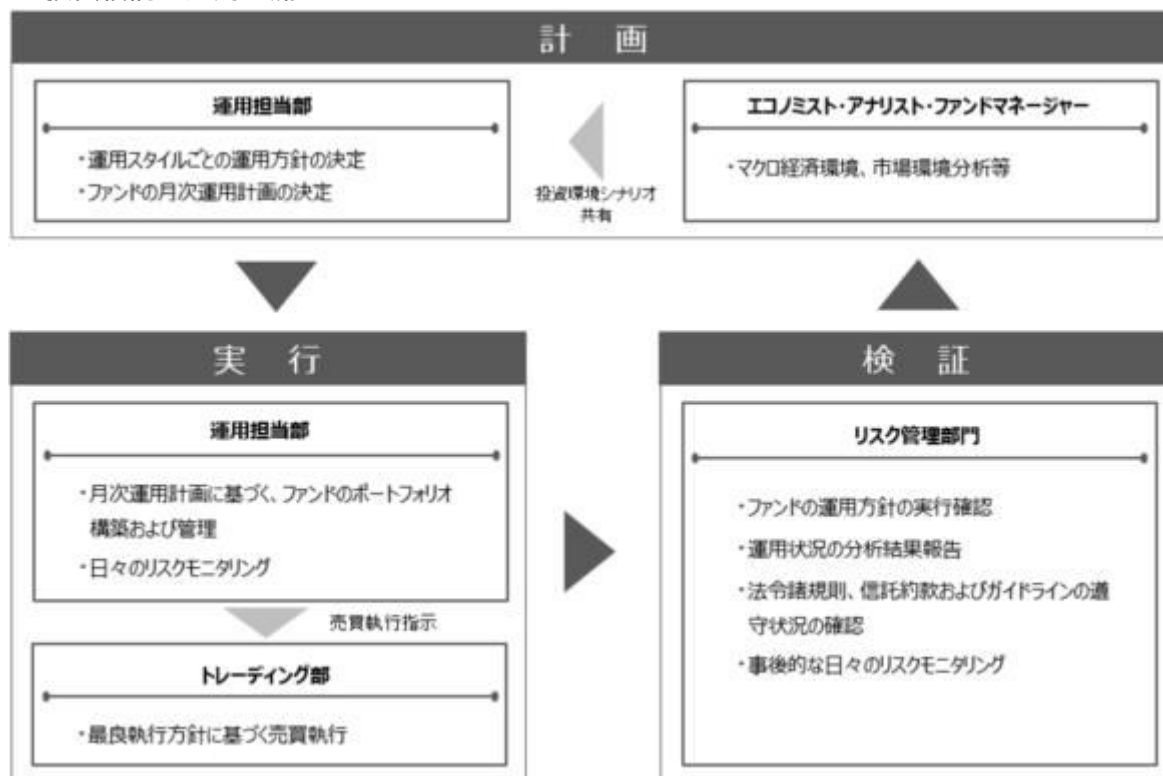 計 画
運用担当部
・運用スタイルごとの運用方針の決定
・ファンドの月次運用計画の決定
投資環境シナリオ
共有
エコノミスト・アナリスト・ファンドマネージャー
・マクロ経済環境、市場環境分析等
実 行
運用担当部
・月次運用計画に基づく、ファンドのポートフォリオ
構築および管理
・日々のリスクモニタリング
売買執行指示
トレーディング部
・最良執行方針に基づく売買執行
検 証
リスク管理部門
・ファンドの運用方針の実行確認
・運用状況の分析結果報告
・法令諸規則、信託約款およびガイドラインの遵
守状況の確認
・事後的な日々のリスクモニタリング